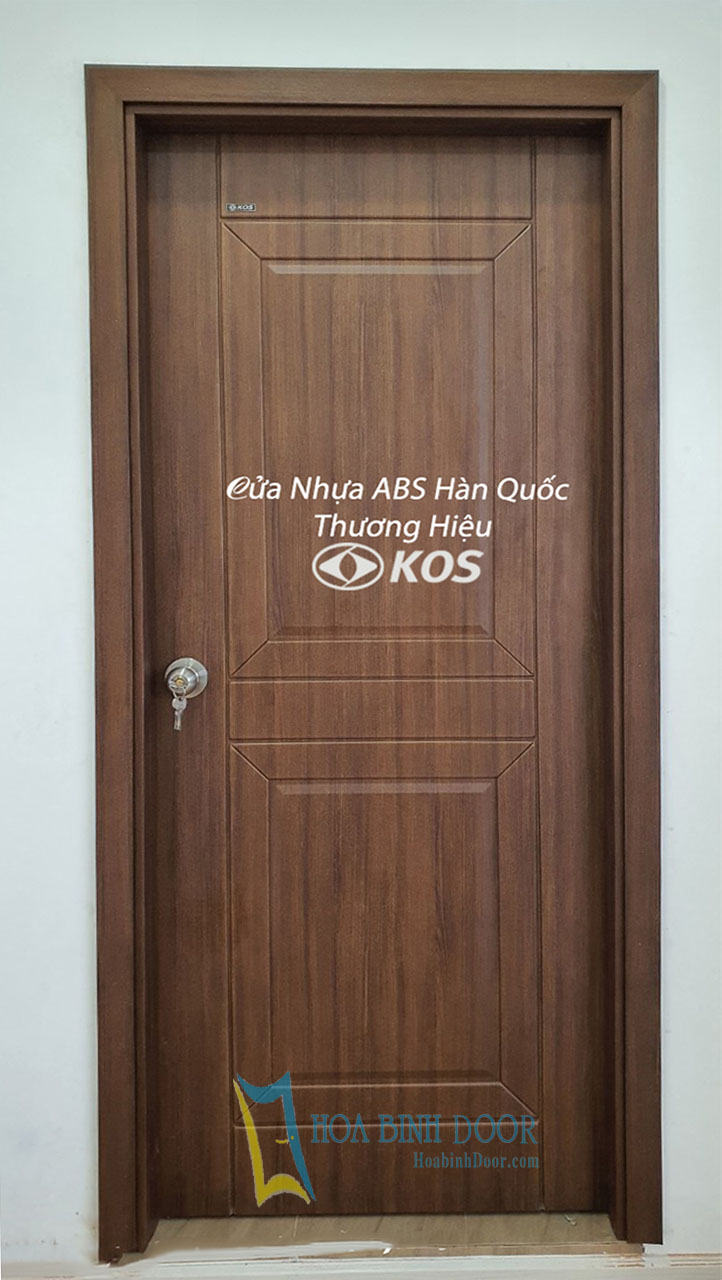 KOS
Cửa Nhựa ABS Hàn Quốc
Thương Hiệu
KOS
HOA BINH DOOR
HoabinhDoor.com